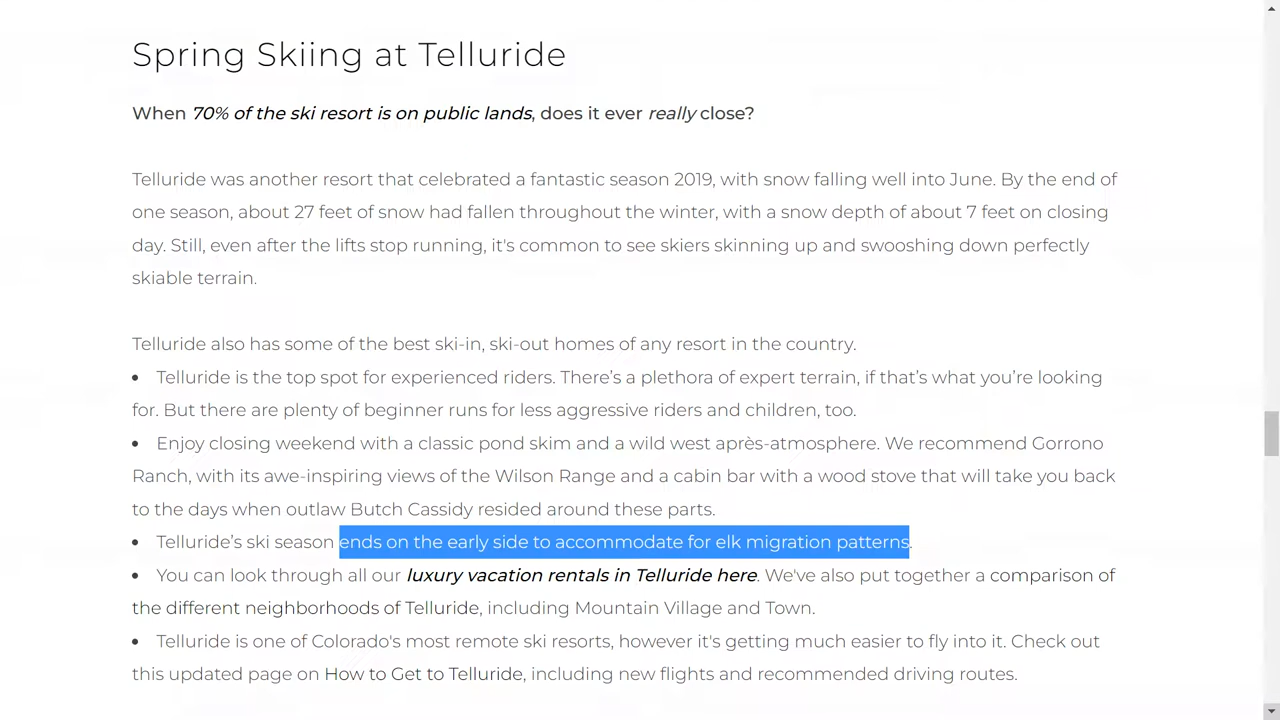 Spring Skiing at Telluride
When 70% of the ski resort is on public lands, does it ever really close?
Telluride was another resort that celebrated a fantastic season 2019, with snow falling well into June. By the end of
one season, about 27 feet of snow had fallen throughout the winter, with a snow depth of about 7 feet on closing
day. Still, even after the lifts stop running, it's common to see skiers skinning up and swooshing down perfectly
skiable terrain.
Telluride also has some of the best ski-in, ski-out homes of any resort in the country.
• Telluride is the top spot for experienced riders. There’s a plethora of expert terrain, if that’s what you’re looking
for. But there are plenty of beginner runs for less aggressive riders and children, too.
• Enjoy closing weekend with a classic pond skim and a wild west après-atmosphere. We recommend Gorrono
Ranch, with its awe-inspiring views of the Wilson Range and a cabin bar with a wood stove that will take you back
to the days when outlaw Butch Cassidy resided around these parts.
• Telluride’s ski season ends on the early side to accommodate for elk migration patterns.
• You can look through all our luxury vacation rentals in Telluride here. We've also put together a comparison of
the different neighborhoods of Telluride, including Mountain Village and Town.
• Telluride is one of Colorado's most remote ski resorts, however it's getting much easier to fly into it. Check out
this updated page on How to Get to Telluride, including new flights and recommended driving routes.